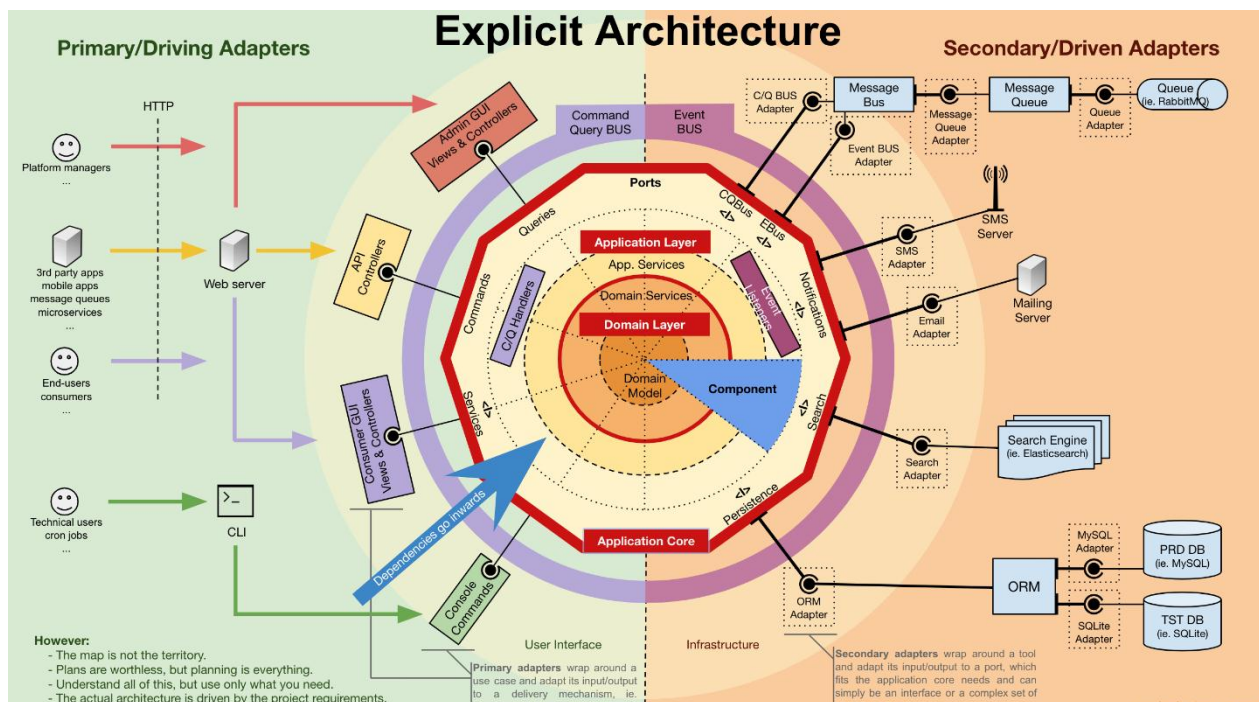 Explicit Architecture
Primary/Driving Adapters
Secondary/Driven Adapters
HTTP
Platform managers
...
3rd party apps
mobile apps
message queues
microservices
...
End-users
consumers
...
Technical users
cron jobs
...
Web server
CLI
Admin GUI
Views & Controllers
API
Controllers
Consumer GUI
Views & Controllers
Console
Commands
Command
Query BUS
Event
BUS
Ports
Queries
Commands
Services
</>
C/Q Handlers
Application Layer
App. Services
Domain Services
Domain Layer
Domain
Model
Component
Event
Listeners
CQBus
</>
EBus
</>
Notifications
</>
Search
</>
Persistence
</>
Application Core
Dependencies go inwards
C/Q BUS
Adapter
Message
Bus
Event BUS
Adapter
Message
Queue
Adapter
Message
Queue
Queue
Adapter
Queue
(ie. RabbitMQ)
SMS
Server
SMS
Adapter
Mailing
Server
Email
Adapter
Search Engine
(ie. Elasticsearch)
Search
Adapter
ORM
Adapter
ORM
MySQL
Adapter
PRD DB
(ie. MySQL)
SQLite
Adapter
TST DB
(ie. SQLite)
User Interface
Infrastructure
However:
- The map is not the territory.
- Plans are worthless, but planning is everything.
- Understand all of this, but use only what you need.
- The actual architecture is driven by the project requirements.
Primary adapters wrap around a
use case and adapt its input/output
to a delivery mechanism, ie.
Secondary adapters wrap around a tool
and adapt its input/output to a port, which
fits the application core needs and can
simply be an interface or a complex set of